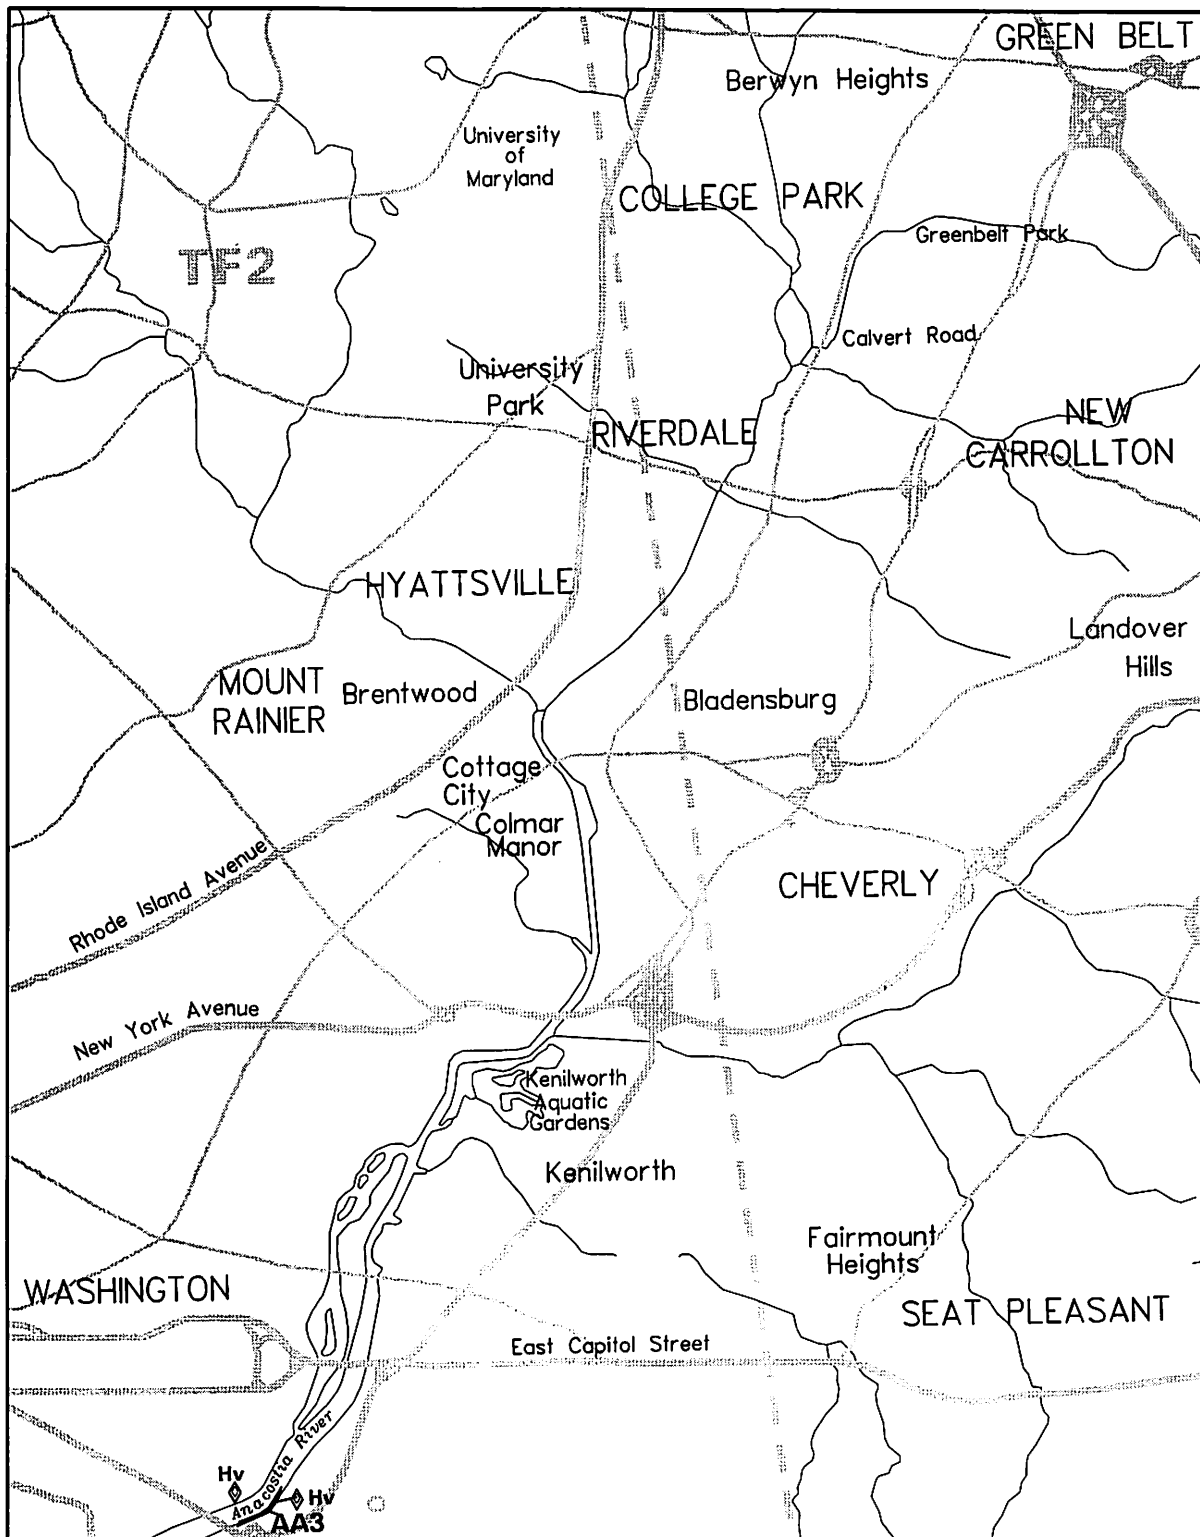 GREEN BELT
Berwyn Heights
University
of
Maryland
COLLEGE PARK
Greenbelt Park
TF2
Calvert Road
University
Park
NEW
CARROLLTON
RIVERDALE
HYATTSVILLE
Landover
Hills
MOUNT
RAINIER
Brentwood
Bladensburg
Cottage
City
Colmar
Manor
CHEVERLY
Rhode Island Avenue
New York Avenue
Kenilworth
Aquatic
Gardens
Kenilworth
Fairmount
Heights
WASHINGTON
SEAT PLEASANT
East Capitol Street
Anacostia River
Hv
Hv
AA3